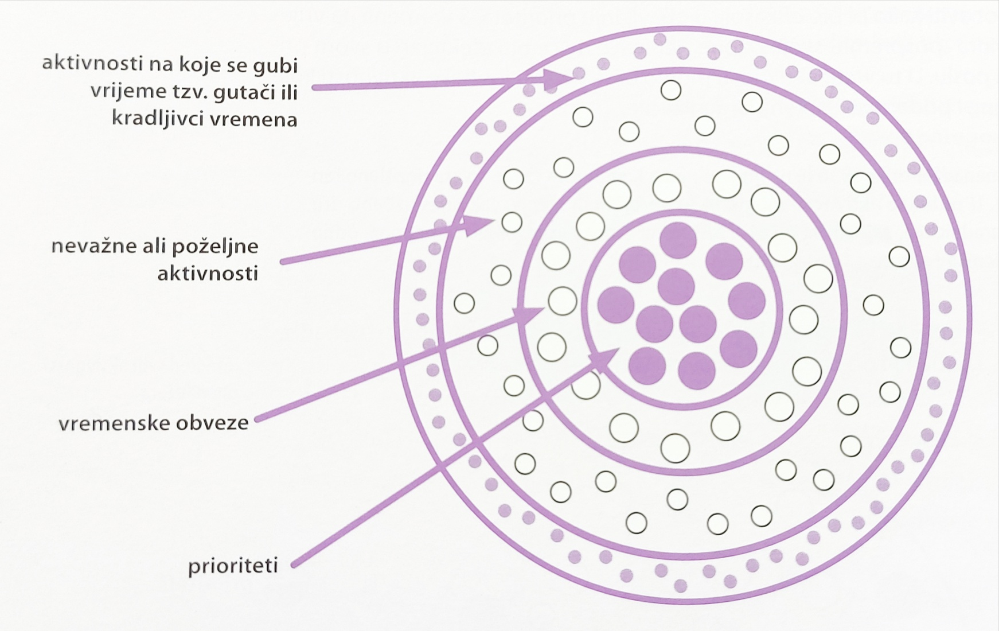 aktivnosti na koje se gubi
vrijeme tzv. gutači ili
kradljivci vremena
nevažne ali poželjne
aktivnosti
vremenske obveze
prioriteti